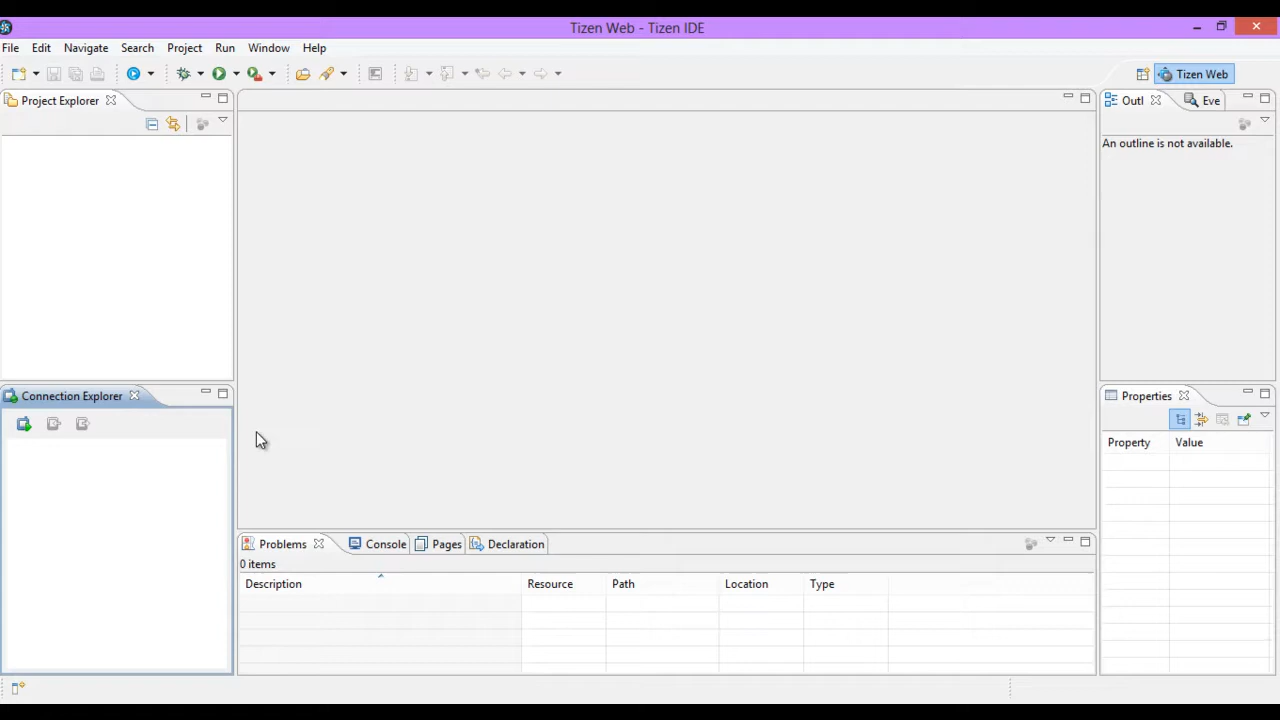 Tizen Web - Tizen IDE
File Edit Navigate Search Project Run Window Help
Tizen Web
Project Explorer
Outl Eve
An outline is not available.
Connection Explorer
Properties
Property Value
Problems Console Pages Declaration
0 items
Description Resource Path Location Type